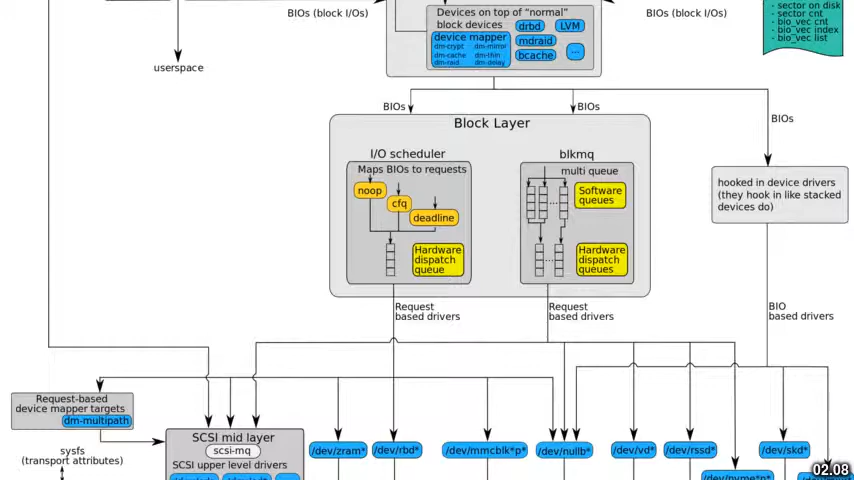 BIOs (block I/Os)
BIOs (block I/Os)
Devices on top of “normal”
block devices
drbd
LVM
device mapper
mdraid
dm-crypt
dm-mirror
dm-cache
dm-thin
dm-raid
dm-delay
bcache
...
- sector on disk
- sector cnt
- bio_vec cnt
- bio_vec index
- bio_vec list
userspace
BIOs
BIOs
BIOs
Block Layer
I/O scheduler
Maps BIOs to requests
noop
cfq
deadline
Hardware
dispatch
queue
blkmq
multi queue
Software
queues
...
Hardware
dispatch
queues
...
hooked in device drivers
(they hook in like stacked
devices do)
Request
based drivers
Request
based drivers
BIO
based drivers
Request-based
device mapper targets
dm-multipath
sysfs
(transport attributes)
SCSI mid layer
scsi-mq
SCSI upper level drivers
/dev/zram*
/dev/rbd*
/dev/mmcblk*p*
/dev/nullb*
/dev/vd*
/dev/rssd*
/dev/skd*
/dev/nvme*n*
02.08